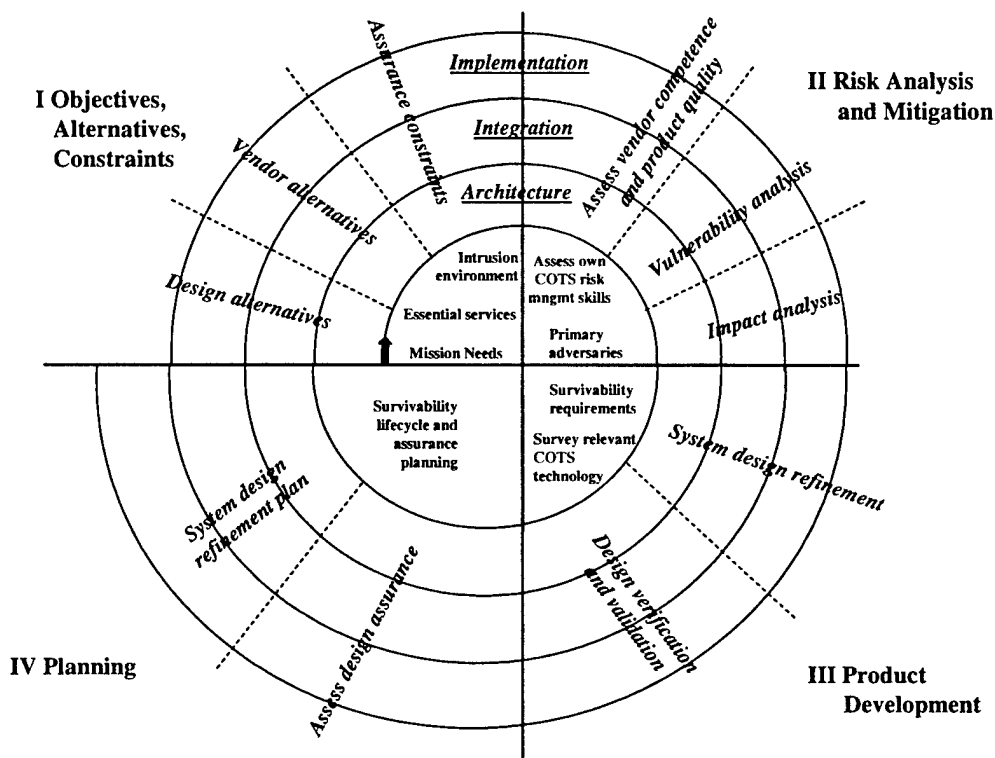 I Objectives,
Alternatives,
Constraints
Vendor alternatives
Design alternatives
Assurance constraints
Implementation
Integration
Architecture
Assess vendor competence
and product quality
II Risk Analysis
and Mitigation
Vulnerability analysis
Impact analysis
Intrusion
environment
Essential services
Mission Needs
Assess own
COTS risk
mngmt skills
Primary
adversaries
Survivability
lifecycle and
assurance
planning
Survivability
requirements
Survey relevant
COTS
technology
System design refinement
Design verification
and validation
III Product
Development
System design
refinement plan
Assess design assurance
IV Planning